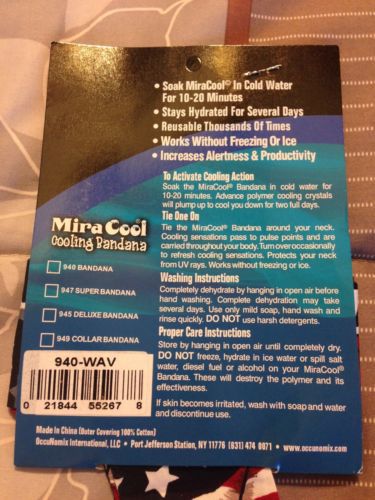 • Soak MiraCool® In Cold Water
For 10-20 Minutes
• Stays Hydrated For Several Days
• Reusable Thousands Of Times
• Works Without Freezing Or Ice
• Increases Alertness & Productivity
To Activate Cooling Action
Soak the MiraCool® Bandana in cold water for
10-20 minutes. Advance polymer cooling crystals
will plump up to cool you down for two full days.
Tie One On
Tie the MiraCool® Bandana around your neck.
Cooling sensations pass to pulse points and are
carried throughout your body. Turn over occasionally
to refresh cooling sensations. Protects your neck
from UV rays. Works without freezing or ice.
Washing Instructions
Completely dehydrate by hanging in open air before
hand washing. Complete dehydration may take
several days. Use only mild soap, hand wash and
rinse quickly. DO NOT use harsh detergents.
Proper Care Instructions
Store by hanging in open air until completely dry.
DO NOT freeze, hydrate in ice water or spill salt
water, diesel fuel or alcohol on your MiraCool®
Bandana. These will destroy the polymer and its
effectiveness.
If skin becomes irritated, wash with soap and water
and discontinue use.
MiraCool
Cooling Bandana
940 BANDANA
947 SUPER BANDANA
945 DELUXE BANDANA
949 COLLAR BANDANA
940-WAV
0 21844 55267 8
Made In China (Outer Covering 100% Cotton)
OccuNomix International, LLC • Port Jefferson Station, NY 11776 (631) 474 0071 • www.occunomix.com